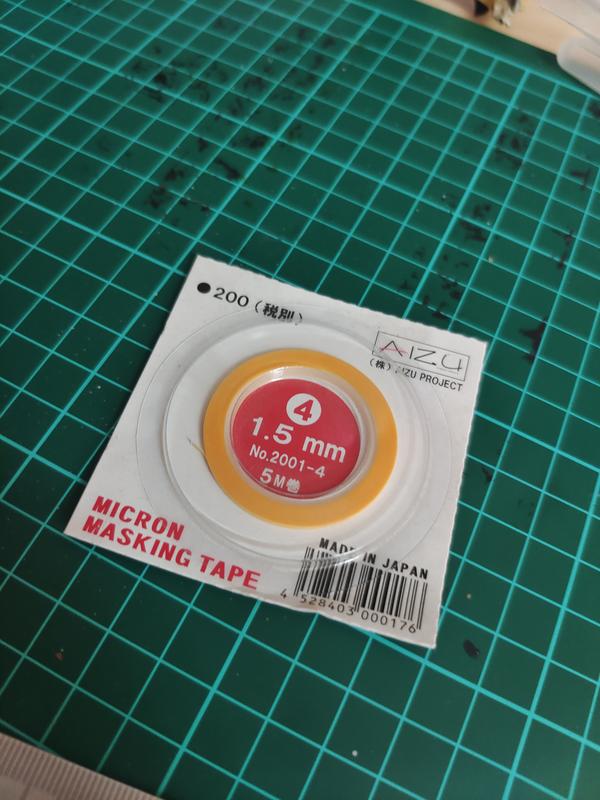 ●200（税別）
AIZU
（株）AIZU PROJECT
4
1.5 mm
No.2001-4
5M巻
MICRON
MASKING TAPE
MADE IN JAPAN
4 528403 000176